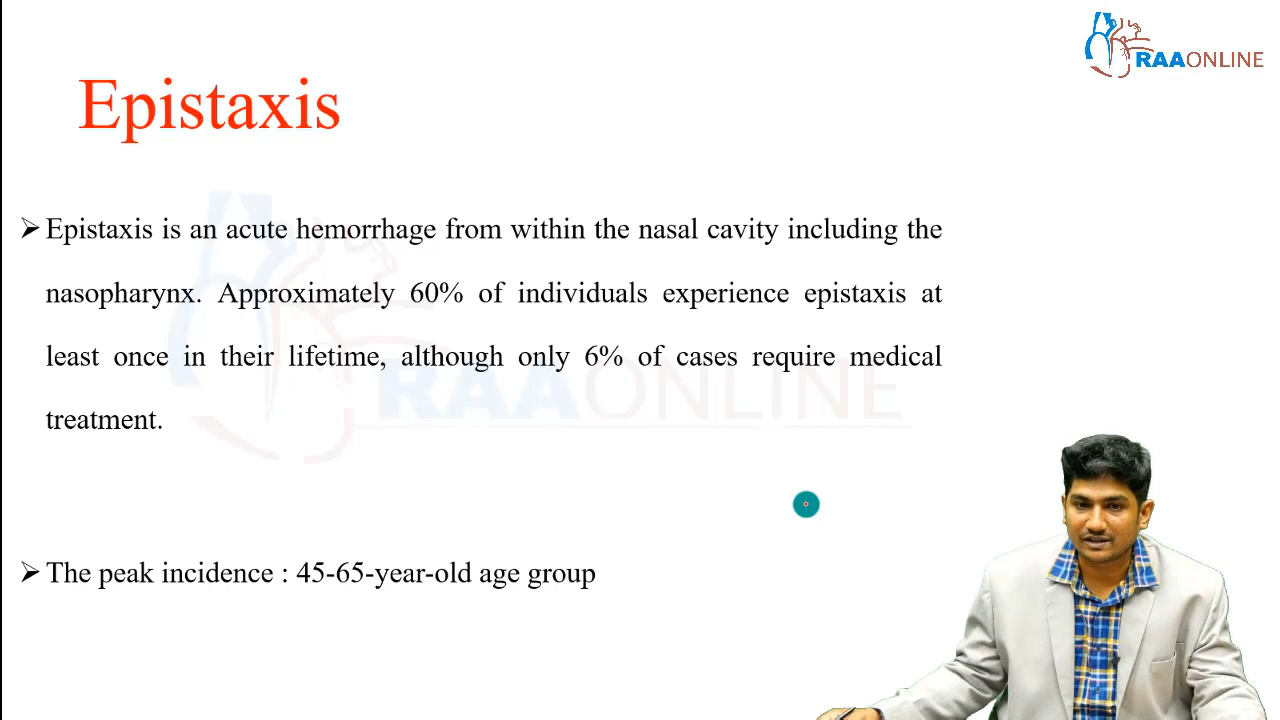 RAAONLINE
Epistaxis
➢ Epistaxis is an acute hemorrhage from within the nasal cavity including the
nasopharynx. Approximately 60% of individuals experience epistaxis at
least once in their lifetime, although only 6% of cases require medical
treatment.
RAAONLINE
➢ The peak incidence : 45-65-year-old age group